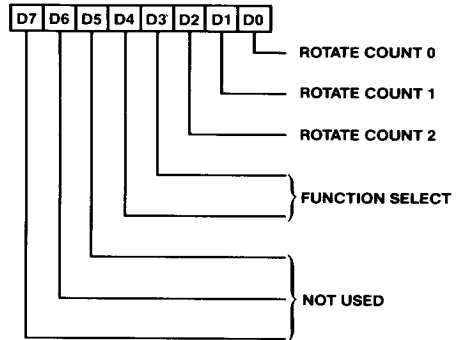 D7 D6 D5 D4 D3 D2 D1 D0
ROTATE COUNT 0
ROTATE COUNT 1
ROTATE COUNT 2
FUNCTION SELECT
NOT USED